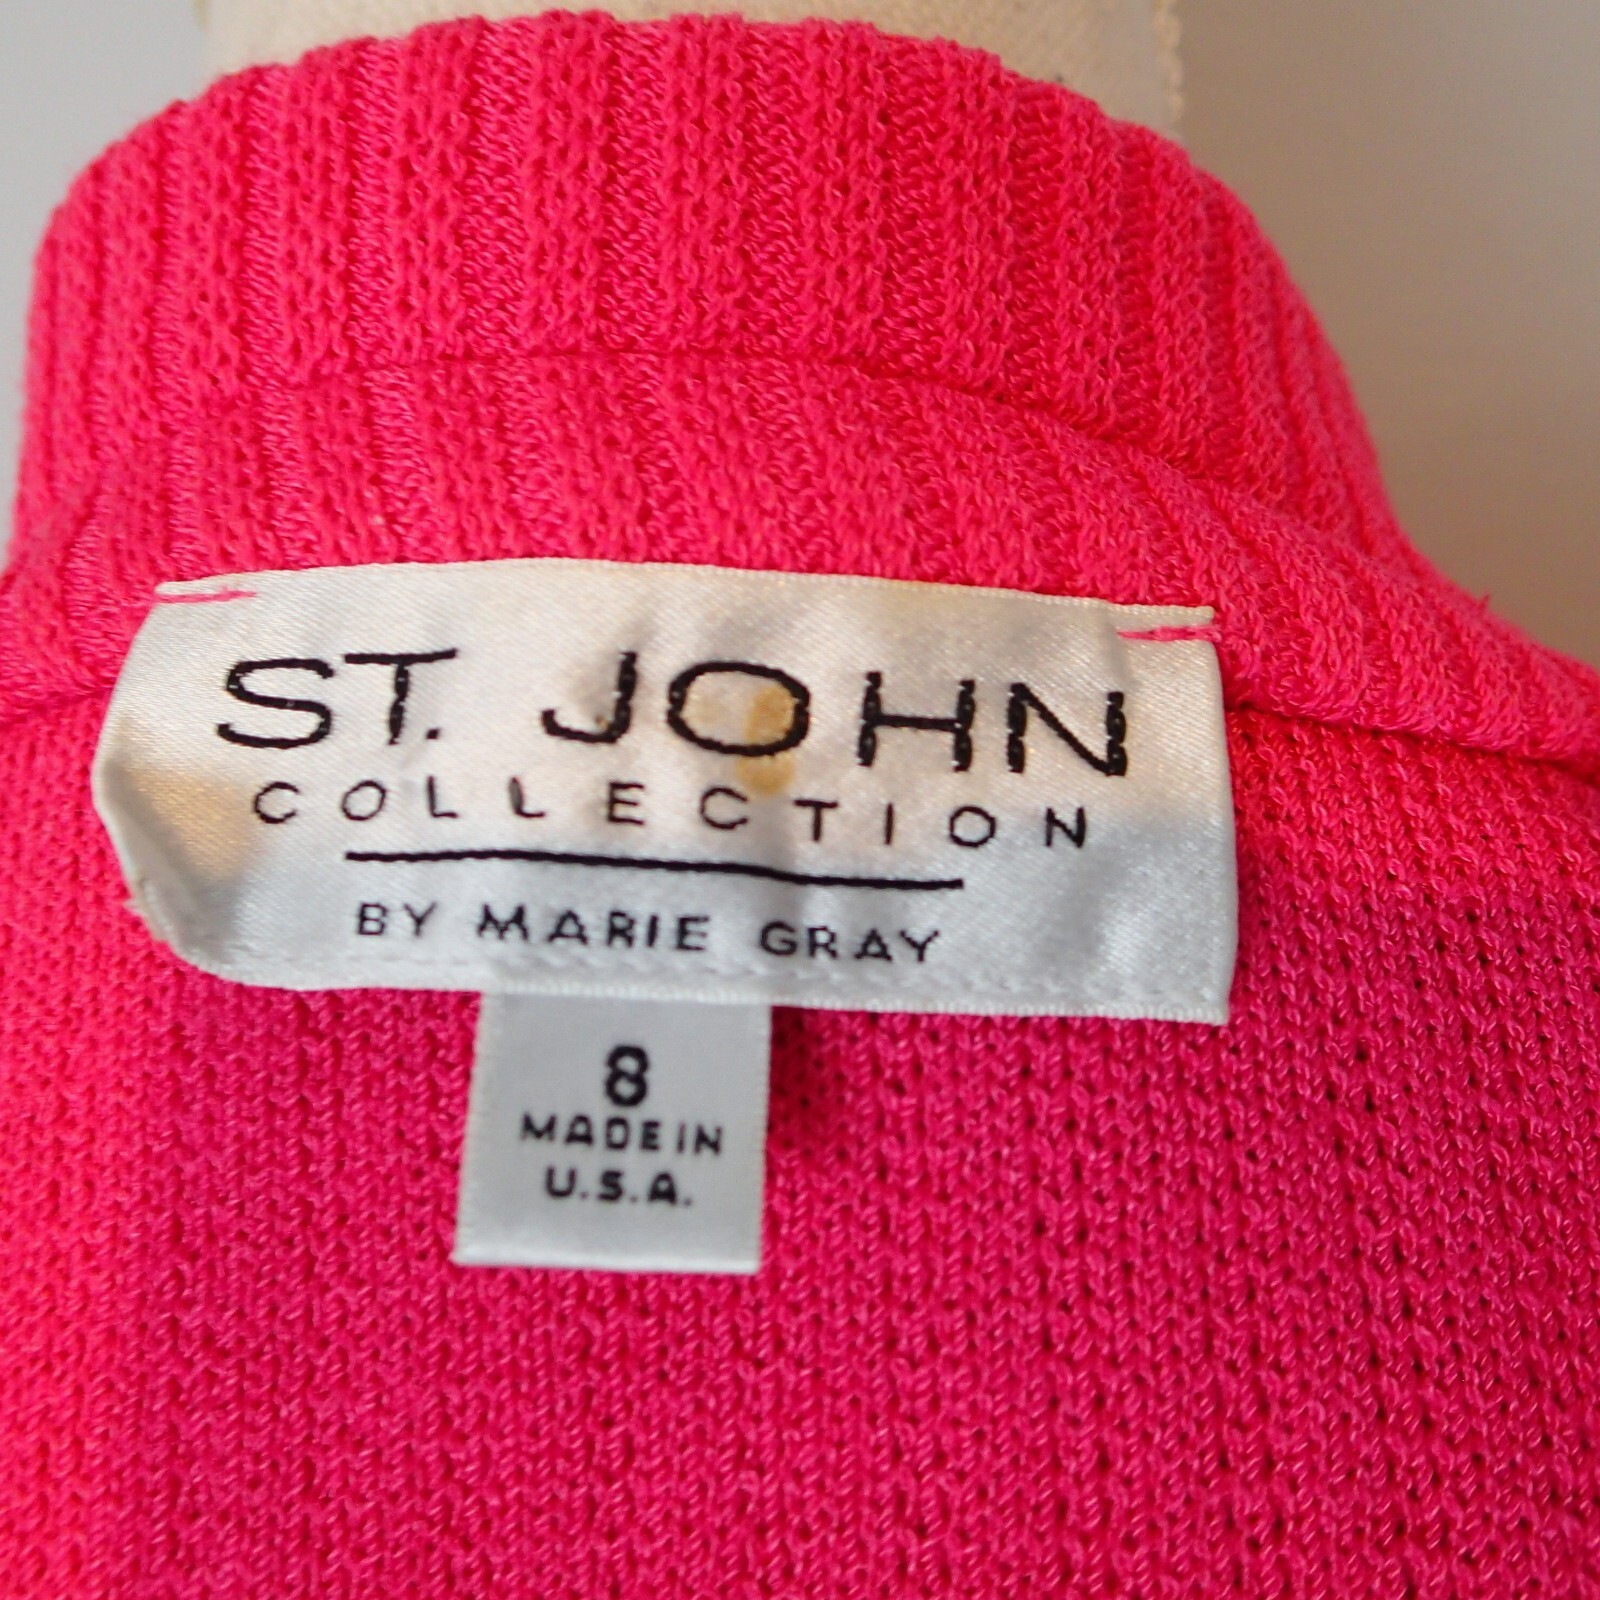 ST. JOHN
COLLECTION
BY MARIE GRAY
8
MADE IN
U.S.A.